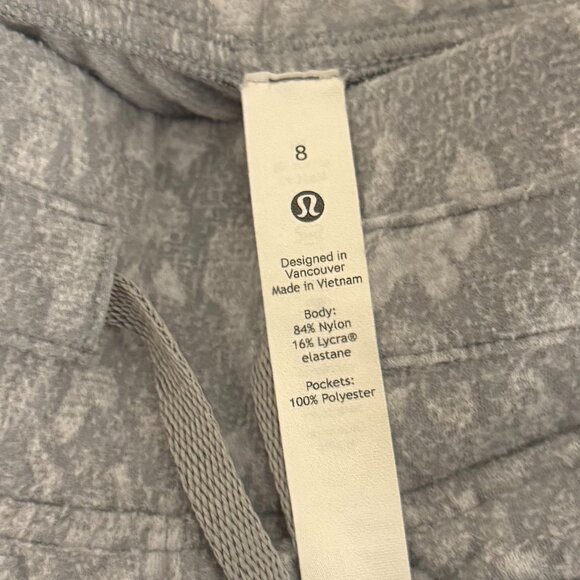 8
Designed in
Vancouver
Made in Vietnam
Body:
84% Nylon
16% Lycra®
elastane
Pockets:
100% Polyester